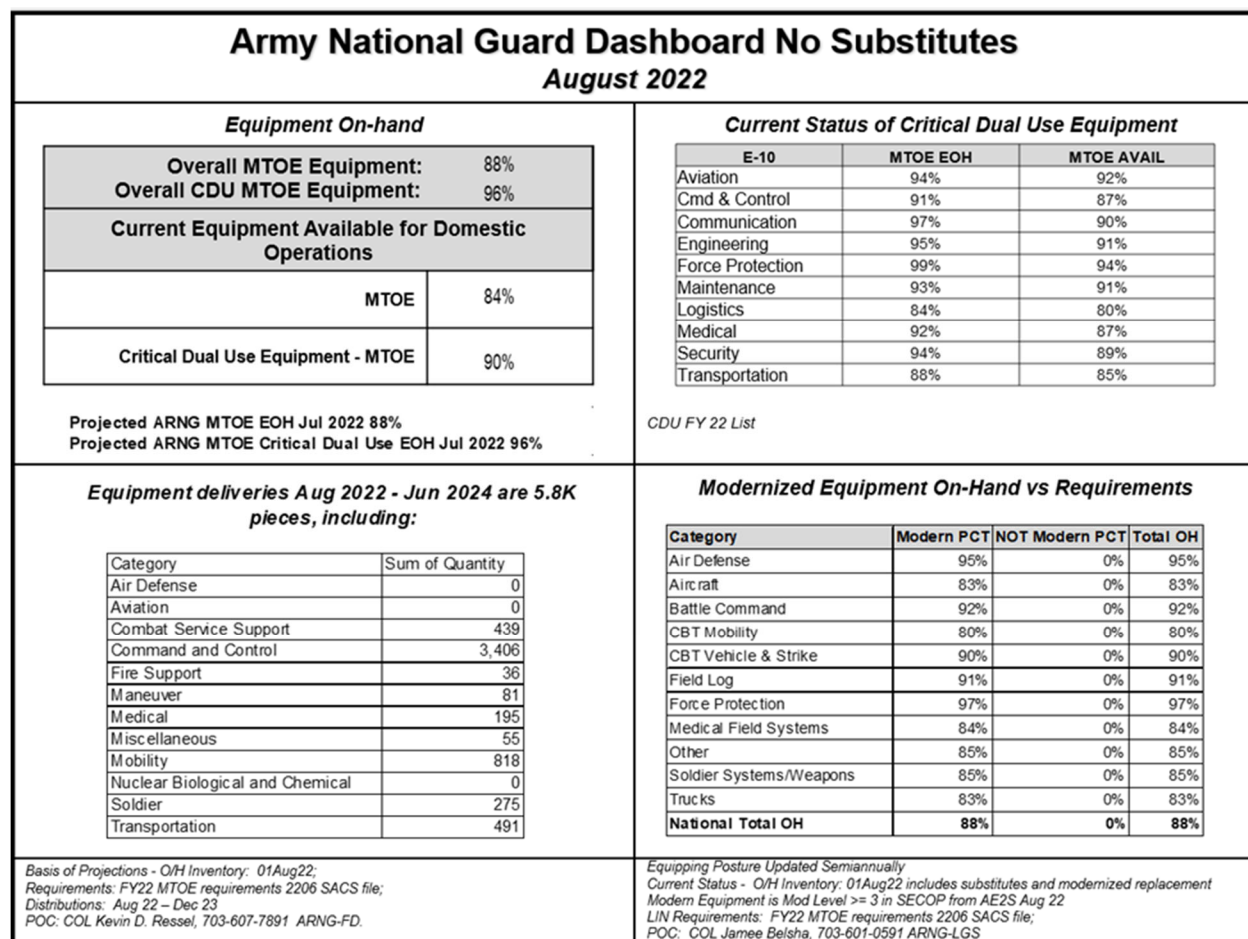 Army National Guard Dashboard No Substitutes
August 2022
Equipment On-hand
Overall MTOE Equipment: 88%
Overall CDU MTOE Equipment: 96%
Current Equipment Available for Domestic
Operations
MTOE 84%
Critical Dual Use Equipment - MTOE 90%
Projected ARNG MTOE EOH Jul 2022 88%
Projected ARNG MTOE Critical Dual Use EOH Jul 2022 96%
Current Status of Critical Dual Use Equipment
E-10 MTOE EOH MTOE AVAIL
Aviation 94% 92%
Cmd & Control 91% 87%
Communication 97% 90%
Engineering 95% 91%
Force Protection 99% 94%
Maintenance 93% 91%
Logistics 84% 80%
Medical 92% 87%
Security 94% 89%
Transportation 88% 85%
CDU FY 22 List
Equipment deliveries Aug 2022 - Jun 2024 are 5.8K
pieces, including:
Category Sum of Quantity
Air Defense 0
Aviation 0
Combat Service Support 439
Command and Control 3,406
Fire Support 36
Maneuver 81
Medical 195
Miscellaneous 55
Mobility 818
Nuclear Biological and Chemical 0
Soldier 275
Transportation 491
Modernized Equipment On-Hand vs Requirements
Category Modern PCT NOT Modern PCT Total OH
Air Defense 95% 0% 95%
Aircraft 83% 0% 83%
Battle Command 92% 0% 92%
CBT Mobility 80% 0% 80%
CBT Vehicle & Strike 90% 0% 90%
Field Log 91% 0% 91%
Force Protection 97% 0% 97%
Medical Field Systems 84% 0% 84%
Other 85% 0% 85%
Soldier Systems/Weapons 85% 0% 85%
Trucks 83% 0% 83%
National Total OH 88% 0% 88%
Basis of Projections - O/H Inventory: 01Aug22;
Requirements: FY22 MTOE requirements 2206 SACS file;
Distributions: Aug 22 – Dec 23
POC: COL Kevin D. Ressel, 703-607-7891 ARNG-FD.
Equipping Posture Updated Semiannually
Current Status - O/H Inventory: 01Aug22 includes substitutes and modernized replacement
Modern Equipment is Mod Level >= 3 in SECOP from AE2S Aug 22
LIN Requirements: FY22 MTOE requirements 2206 SACS file;
POC: COL Jamee Belsha, 703-601-0591 ARNG-LGS